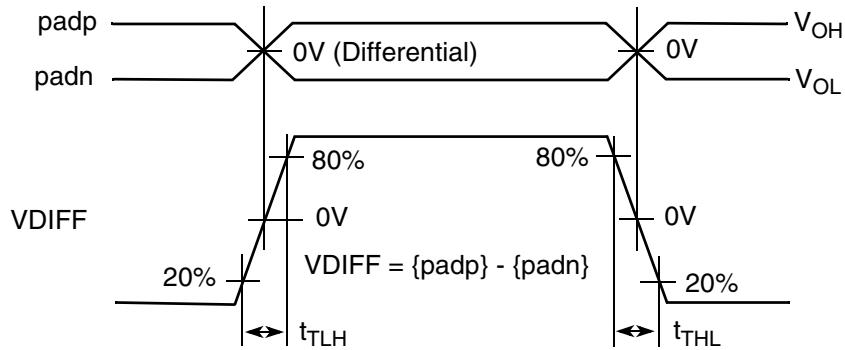 padp
V_OH
0V (Differential)
0V
padn
V_OL
80%
80%
VDIFF
0V
0V
VDIFF = {padp} - {padn}
20%
20%
t_TLH
t_THL